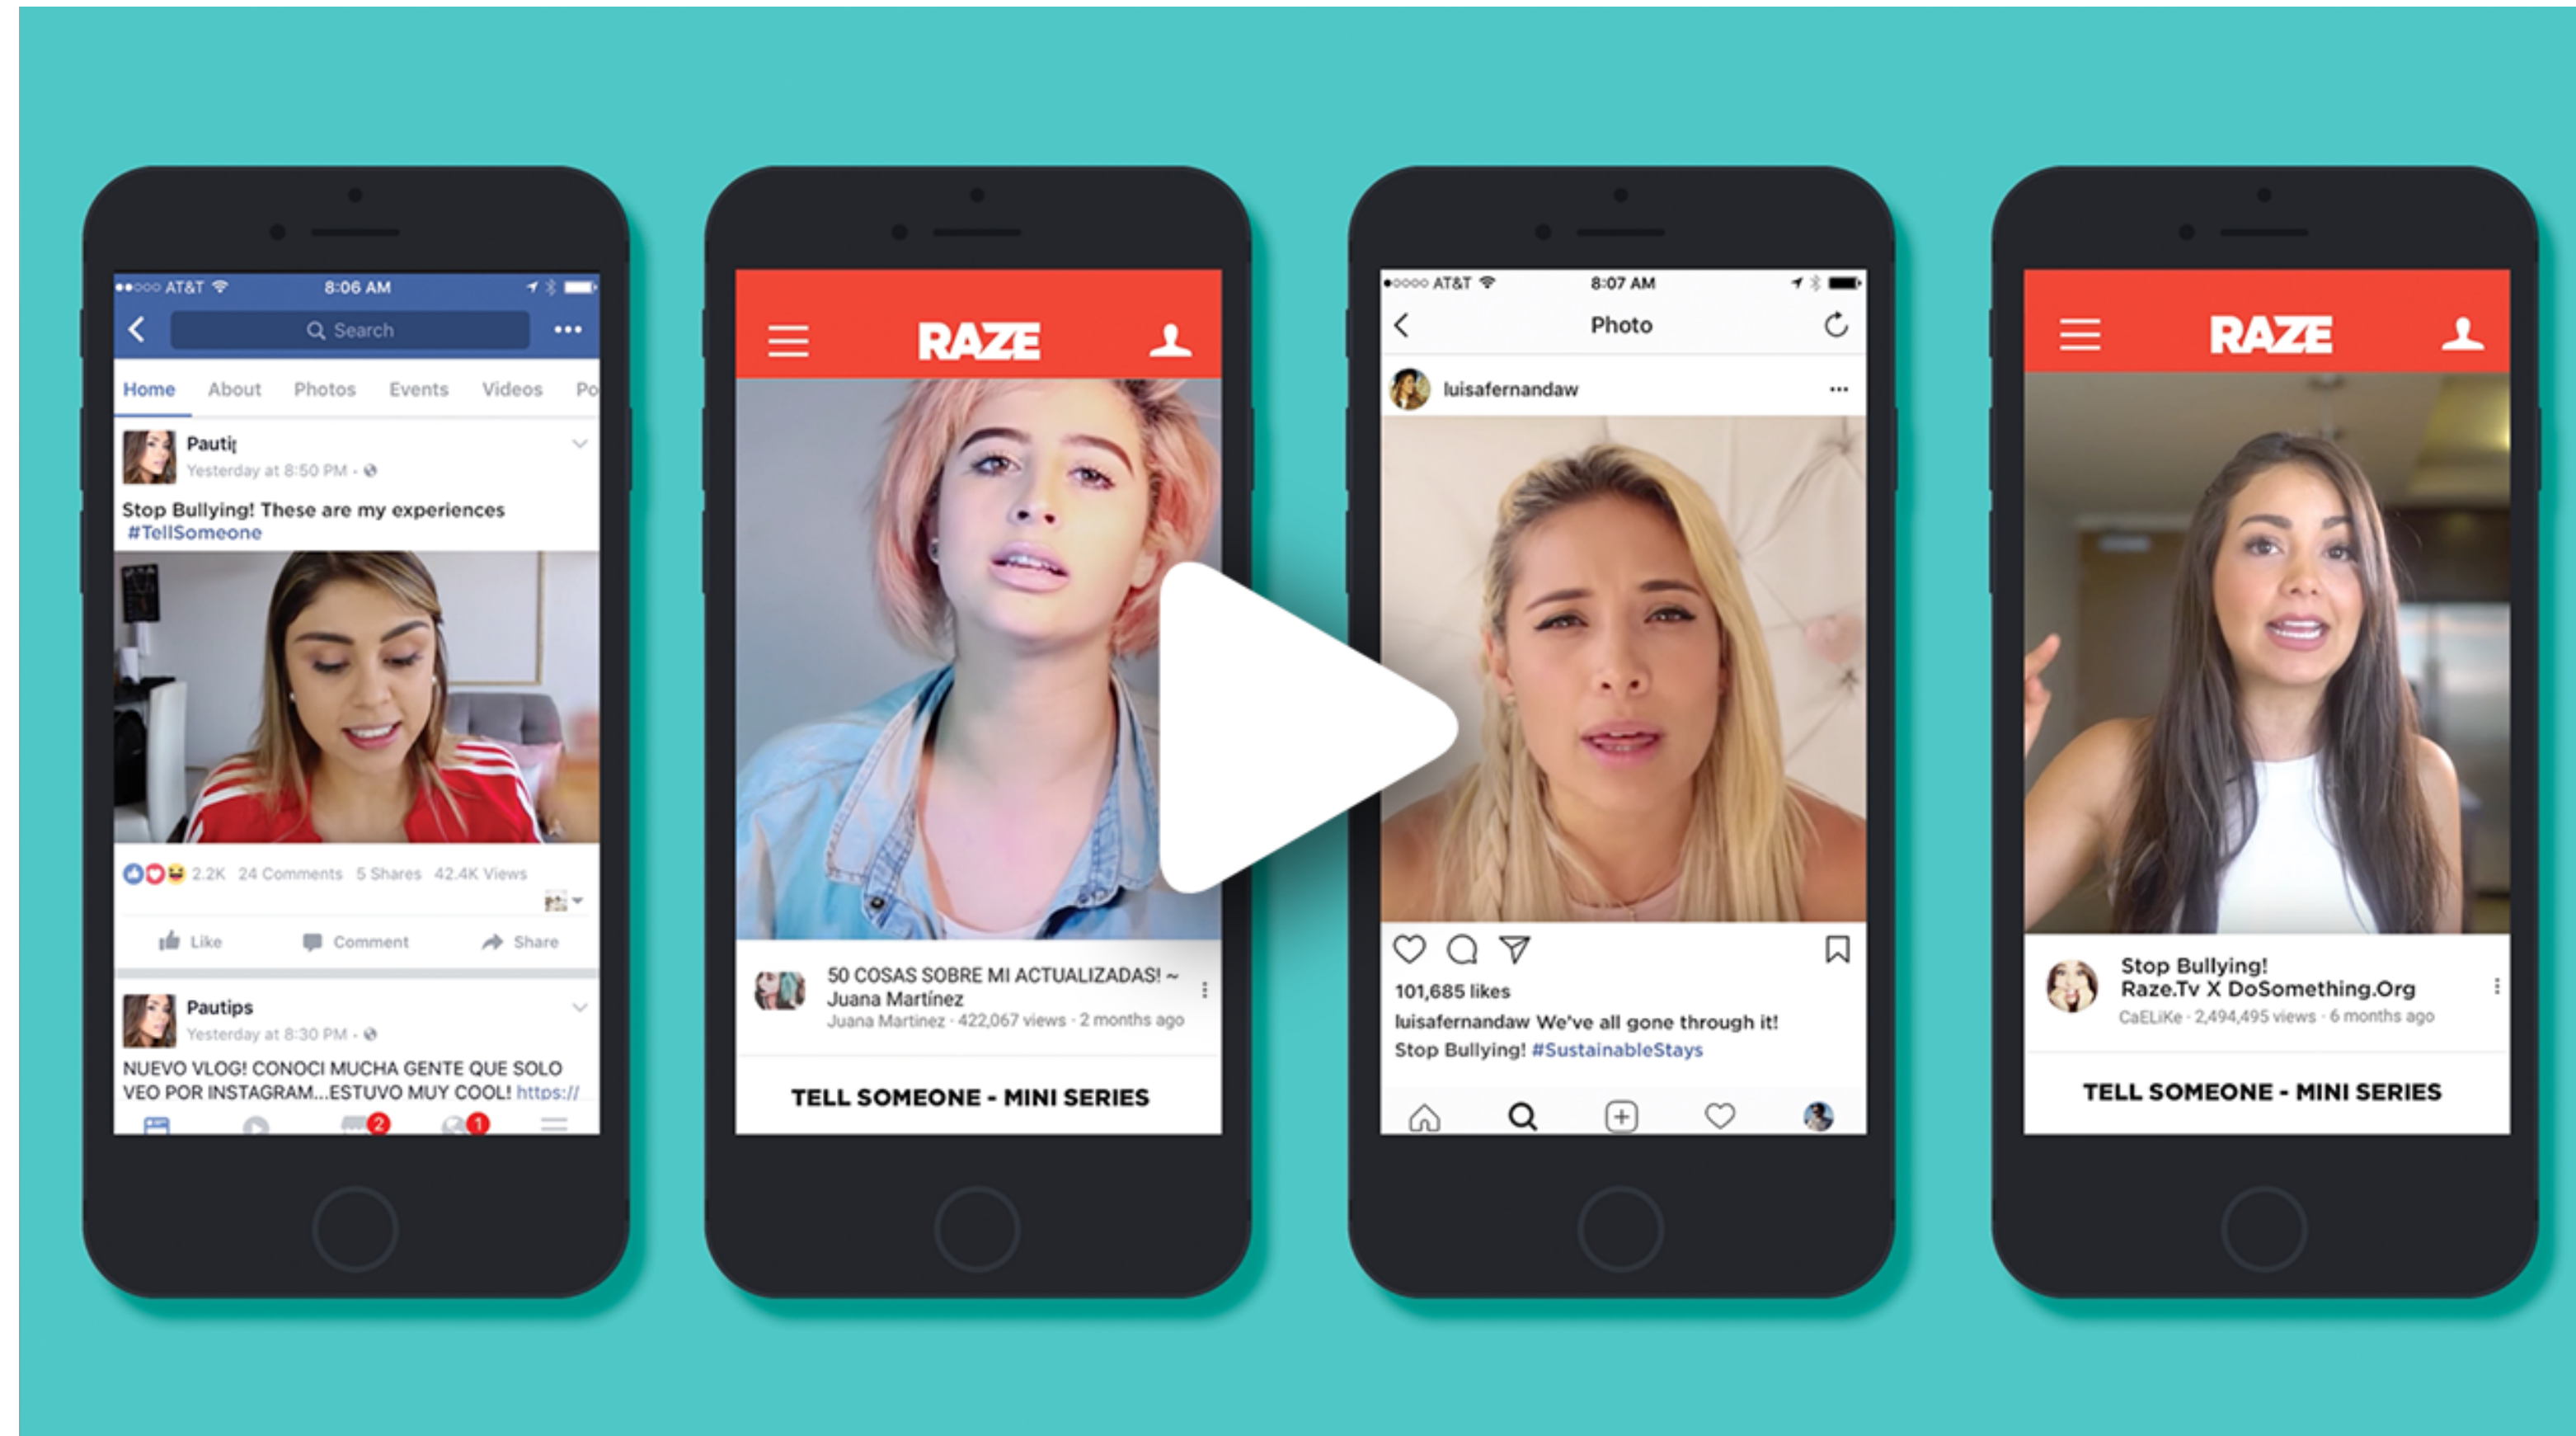 AT&T 8:06 AM
Search
Home About Photos Events Videos Po
Pauti
Yesterday at 8:50 PM
Stop Bullying! These are my experiences
#TellSomeone
2.2K 24 Comments 5 Shares 42.4K Views
Like Comment Share
Pautips
Yesterday at 8:30 PM
NUEVO VLOG! CONOCI MUCHA GENTE QUE SOLO
VEO POR INSTAGRAM...ESTUVO MUY COOL! https://
2 1
RAZE
50 COSAS SOBRE MI ACTUALIZADAS! ~
Juana Martínez
Juana Martinez · 422,067 views · 2 months ago
TELL SOMEONE - MINI SERIES
AT&T 8:07 AM
Photo
luisafernandaw
101,685 likes
luisafernandaw We've all gone through it!
Stop Bullying! #SustainableStays
RAZE
Stop Bullying!
Raze.Tv X DoSomething.Org
CaELiKe · 2,494,495 views · 6 months ago
TELL SOMEONE - MINI SERIES